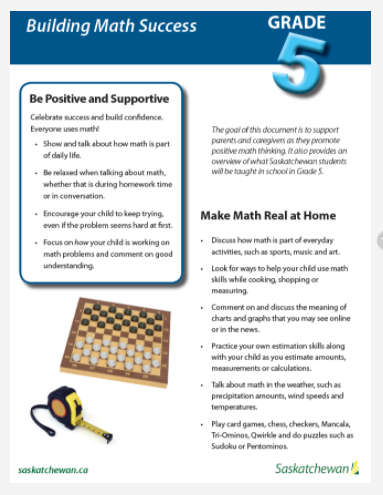 Building Math Success
GRADE
5
Be Positive and Supportive
Celebrate success and build confidence.
Everyone uses math!
• Show and talk about how math is part
of daily life.
• Be relaxed when talking about math,
whether that is during homework time
or in conversation.
• Encourage your child to keep trying,
even if the problem seems hard at first.
• Focus on how your child is working on
math problems and comment on good
understanding.
The goal of this document is to support
parents and caregivers as they promote
positive math thinking. It also provides an
overview of what Saskatchewan students
will be taught in school in Grade 5.
Make Math Real at Home
• Discuss how math is part of everyday
activities, such as sports, music and art.
• Look for ways to help your child use math
skills while cooking, shopping or
measuring.
• Comment on and discuss the meaning of
charts and graphs that you may see online
or in the news.
• Practice your own estimation skills along
with your child as you estimate amounts,
measurements or calculations.
• Talk about math in the weather, such as
precipitation amounts, wind speeds and
temperatures.
• Play card games, chess, checkers, Mancala,
Tri-Ominos, Qwirkle and do puzzles such as
Sudoku or Pentominos.
saskatchewan.ca
Saskatchewan